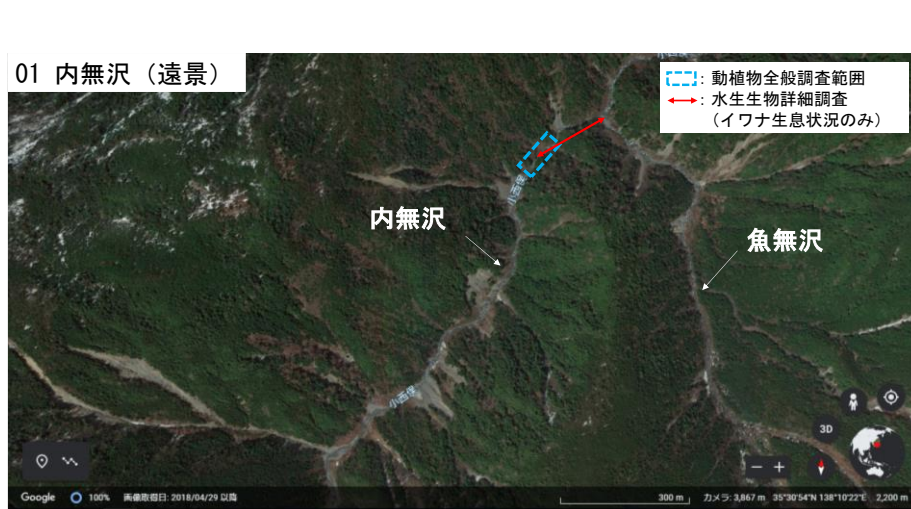 01 内無沢（遠景）
：動植物全般調査範囲
：水生生物詳細調査
（イワナ生息状況のみ）
小西俣
内無沢
魚無沢
小西俣
3D
Google 100% 画像取得日: 2018/04/29 以降 300 m カメラ: 3,867 m 35°30'54"N 138°10'22"E 2,200 m